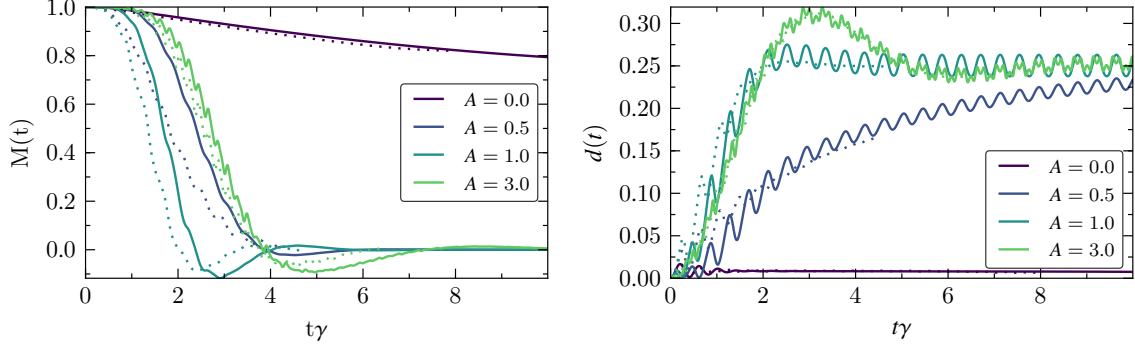 1.0
0.8
0.6
0.4
0.2
0.0
M(t)
A = 0.0
A = 0.5
A = 1.0
A = 3.0
0 2 4 6 8
tγ
0.30
0.25
0.20
0.15
0.10
0.05
0.00
d(t)
A = 0.0
A = 0.5
A = 1.0
A = 3.0
0 2 4 6 8
tγ